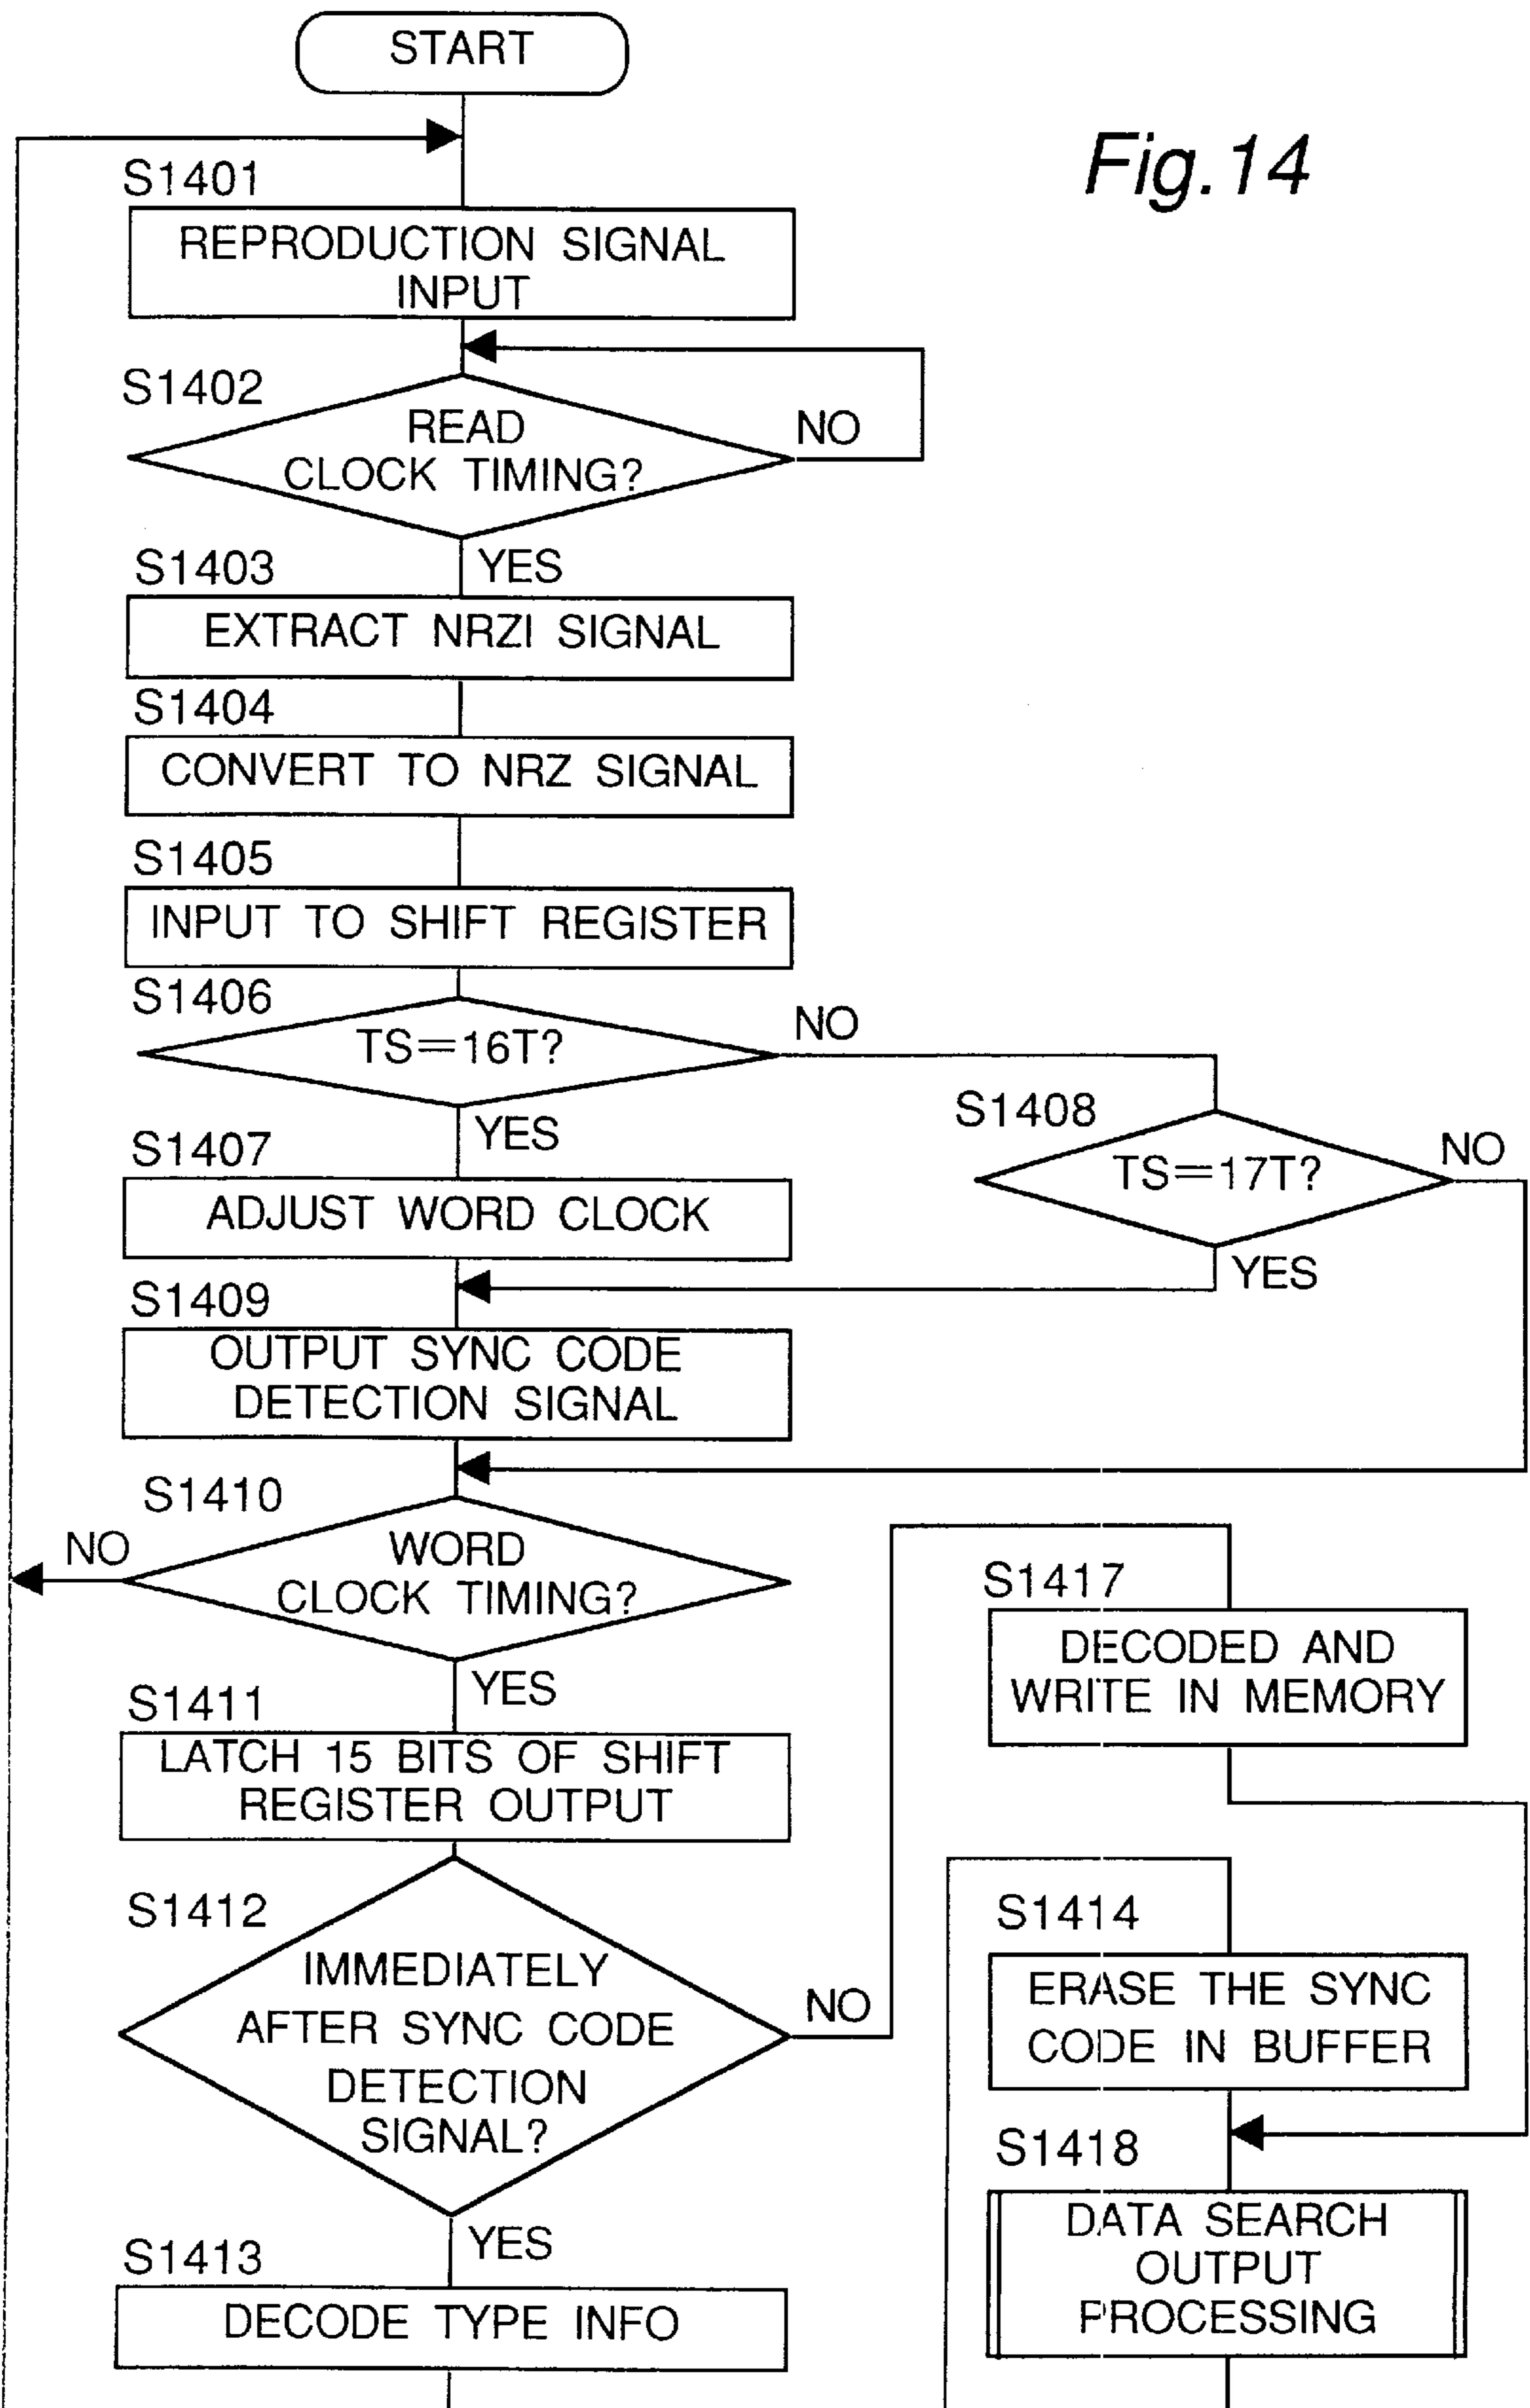 START
Fig.14
S1401
REPRODUCTION SIGNAL
INPUT
S1402
READ
CLOCK TIMING?
NO
YES
S1403
EXTRACT NRZI SIGNAL
S1404
CONVERT TO NRZ SIGNAL
S1405
INPUT TO SHIFT REGISTER
S1406
TS=16T?
NO
YES
S1408
TS=17T?
NO
YES
S1407
ADJUST WORD CLOCK
S1409
OUTPUT SYNC CODE
DETECTION SIGNAL
S1410
NO
WORD
CLOCK TIMING?
YES
S1417
DECODED AND
WRITE IN MEMORY
S1411
LATCH 15 BITS OF SHIFT
REGISTER OUTPUT
S1412
IMMEDIATELY
AFTER SYNC CODE
DETECTION
SIGNAL?
NO
YES
S1414
ERASE THE SYNC
CODE IN BUFFER
S1418
DATA SEARCH
OUTPUT
PROCESSING
S1413
DECODE TYPE INFO